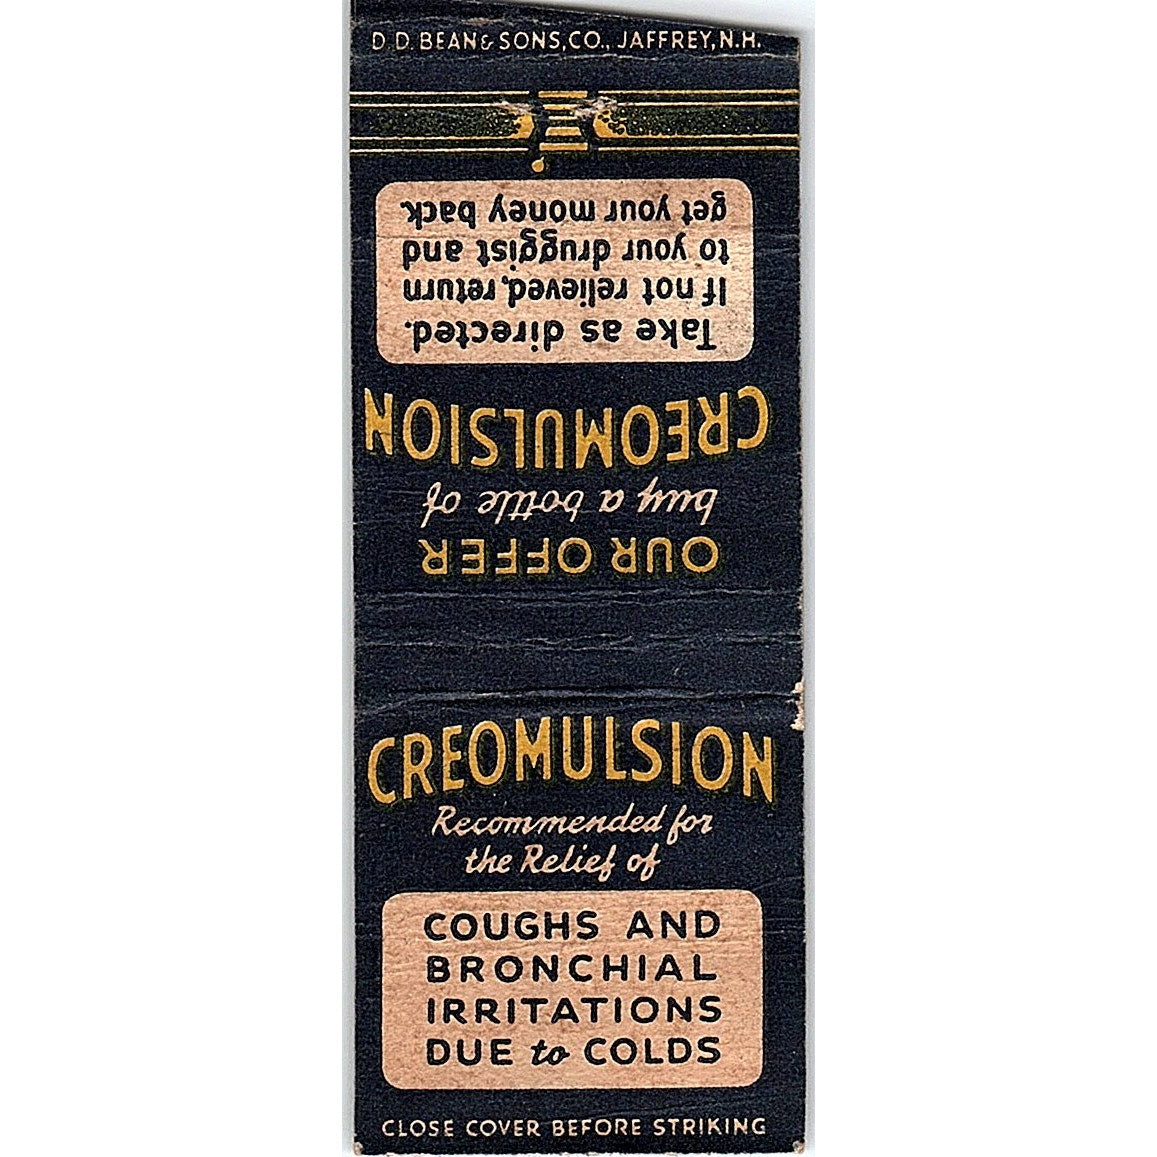 D. D. BEAN & SONS, CO., JAFFREY, N.H.
OUR OFFER
buy a bottle of
CREOMULSION
Take as directed.
If not relieved, return
to your druggist and
get your money back.
CREOMULSION
Recommended for
the Relief of
COUGHS AND
BRONCHIAL
IRRITATIONS
DUE to COLDS
CLOSE COVER BEFORE STRIKING